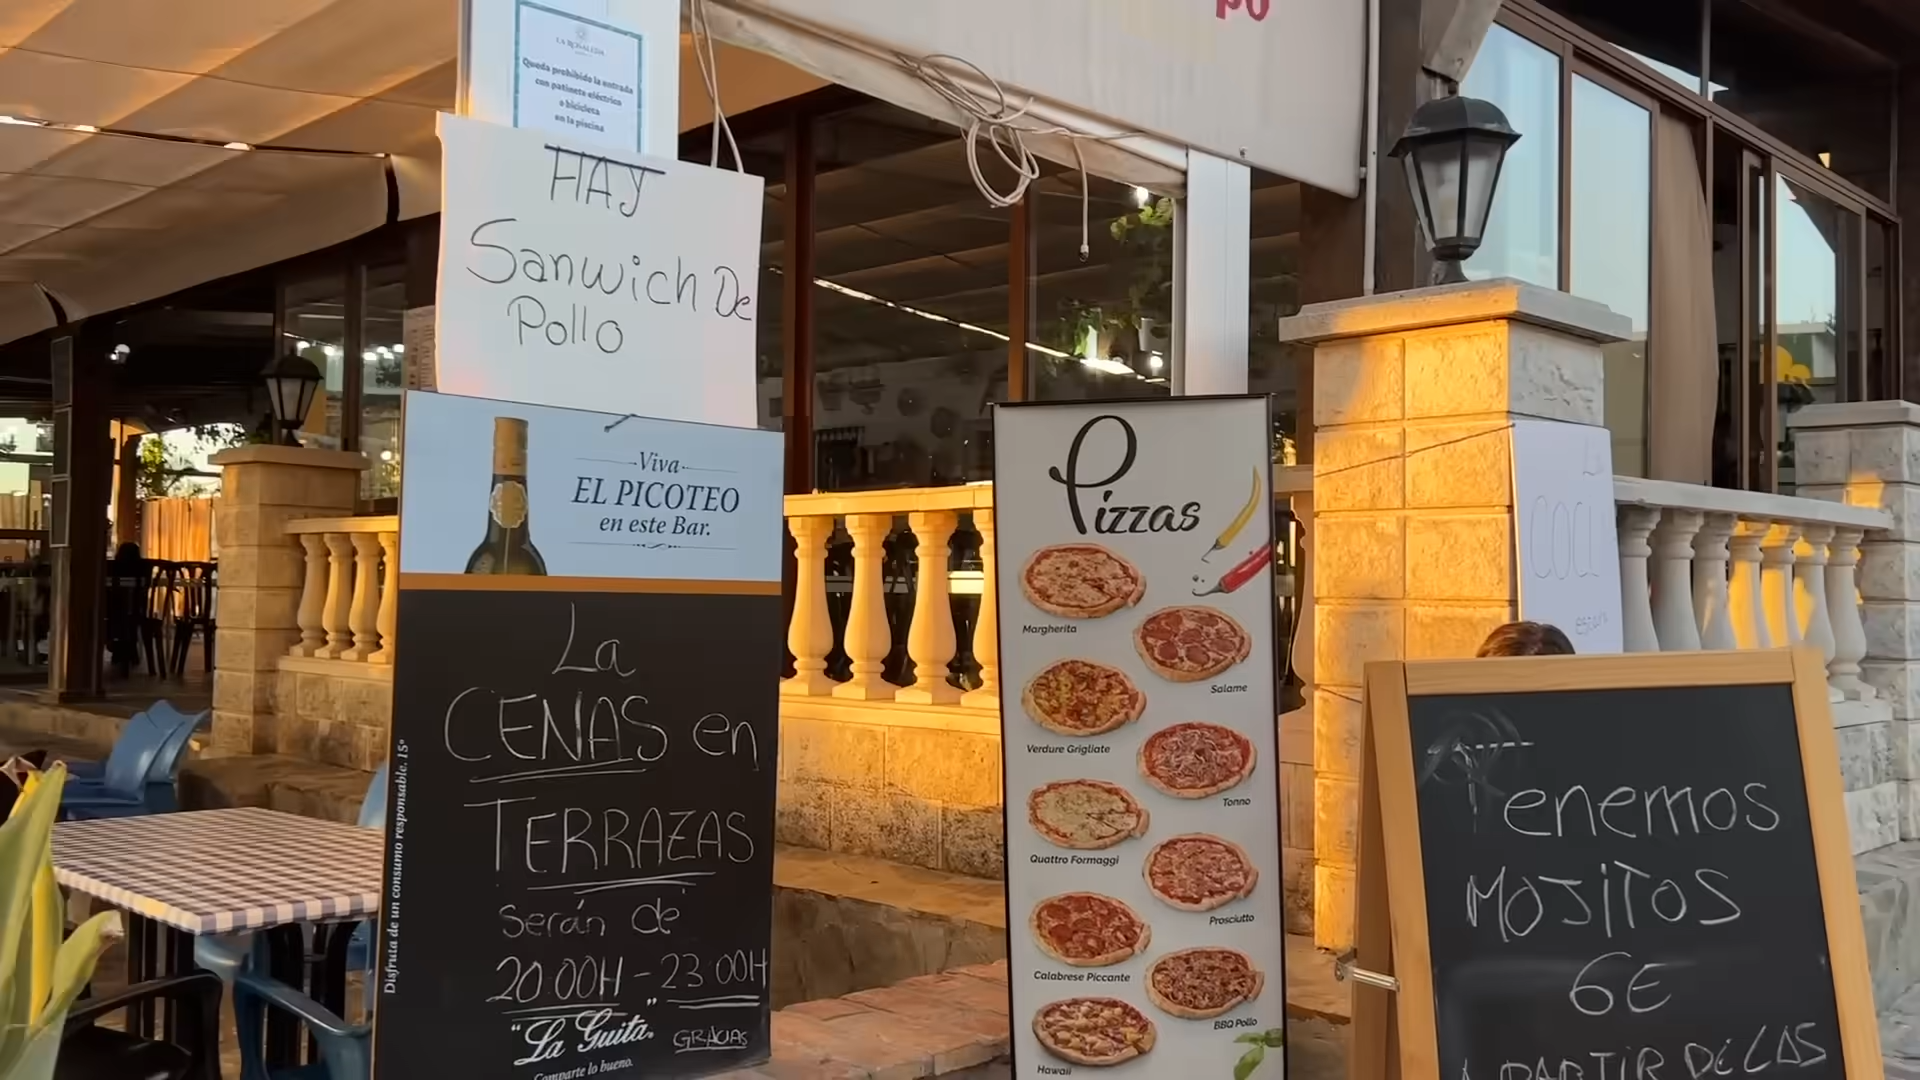 po
LA ROSALEDA
Queda prohibido la entrada
con patinete eléctrico
o bicicleta
en la piscina
HAY
Sanwich De
Pollo
Viva
EL PICOTEO
en este Bar.
La
CENAS en
TERRAZAS
serán de
20:00H - 23:00H
"La Guita"
GRACIAS
Comparte lo bueno.
Disfruta de un consumo responsable. 15º
Pizzas
Margherita
Salame
Verdure Grigliate
Tonno
Quattro Formaggi
Prosciutto
Calabrese Piccante
BBQ Pollo
Hawaii
Tenemos
MOJITOS
6E
A PARTIR DE LAS